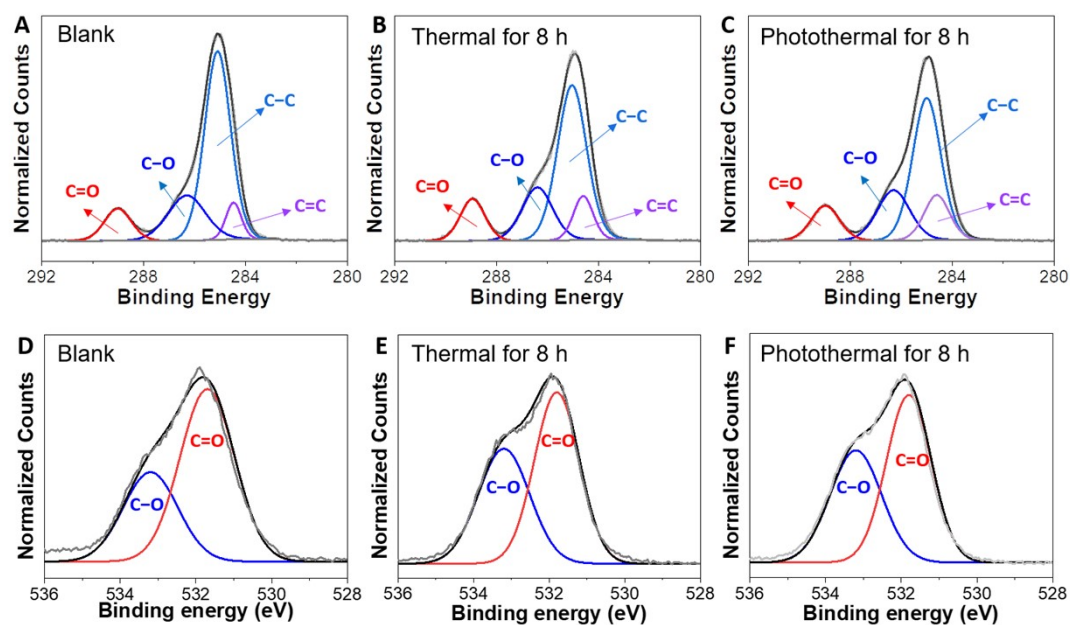 A
Blank
C−C
C−O
C=O
C=C
Normalized Counts
292 288 284 280
Binding Energy
B
Thermal for 8 h
C−C
C−O
C=O
C=C
Normalized Counts
292 288 284 280
Binding Energy
C
Photothermal for 8 h
C−C
C−O
C=O
C=C
Normalized Counts
292 288 284 280
Binding Energy
D
Blank
C=O
C−O
Normalized Counts
536 534 532 530 528
Binding energy (eV)
E
Thermal for 8 h
C=O
C−O
Normalized Counts
536 534 532 530 528
Binding energy (eV)
F
Photothermal for 8 h
C=O
C−O
Normalized Counts
536 534 532 530 528
Binding energy (eV)